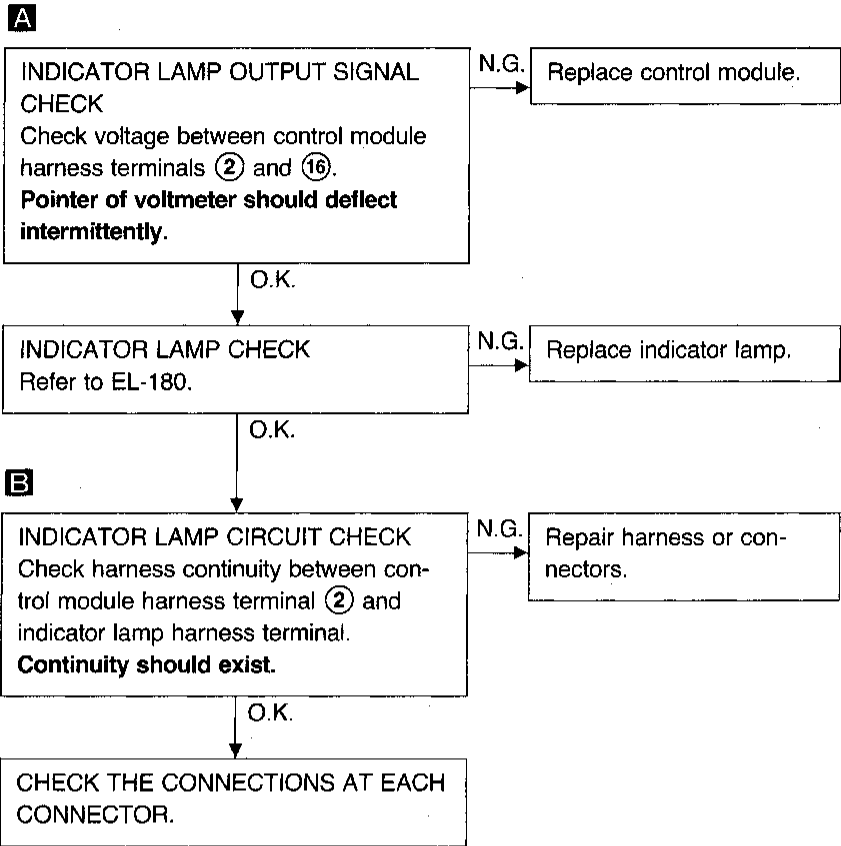 A
INDICATOR LAMP OUTPUT SIGNAL
CHECK
Check voltage between control module
harness terminals ② and ⑯.
Pointer of voltmeter should deflect
intermittently.
N.G.
Replace control module.
O.K.
INDICATOR LAMP CHECK
Refer to EL-180.
N.G.
Replace indicator lamp.
O.K.
B
INDICATOR LAMP CIRCUIT CHECK
Check harness continuity between con-
trol module harness terminal ② and
indicator lamp harness terminal.
Continuity should exist.
N.G.
Repair harness or con-
nectors.
O.K.
CHECK THE CONNECTIONS AT EACH
CONNECTOR.